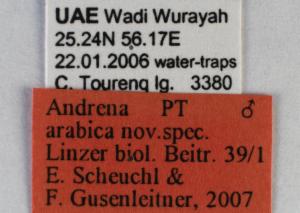 UAE Wadi Wurayah
25.24N 56.17E
22.01.2006 water-traps
C. Tourenq lg. 3380
Andrena PT ♂
arabica nov.spec.
Linzer biol. Beitr. 39/1
E. Scheuchl &
F. Gusenleitner, 2007